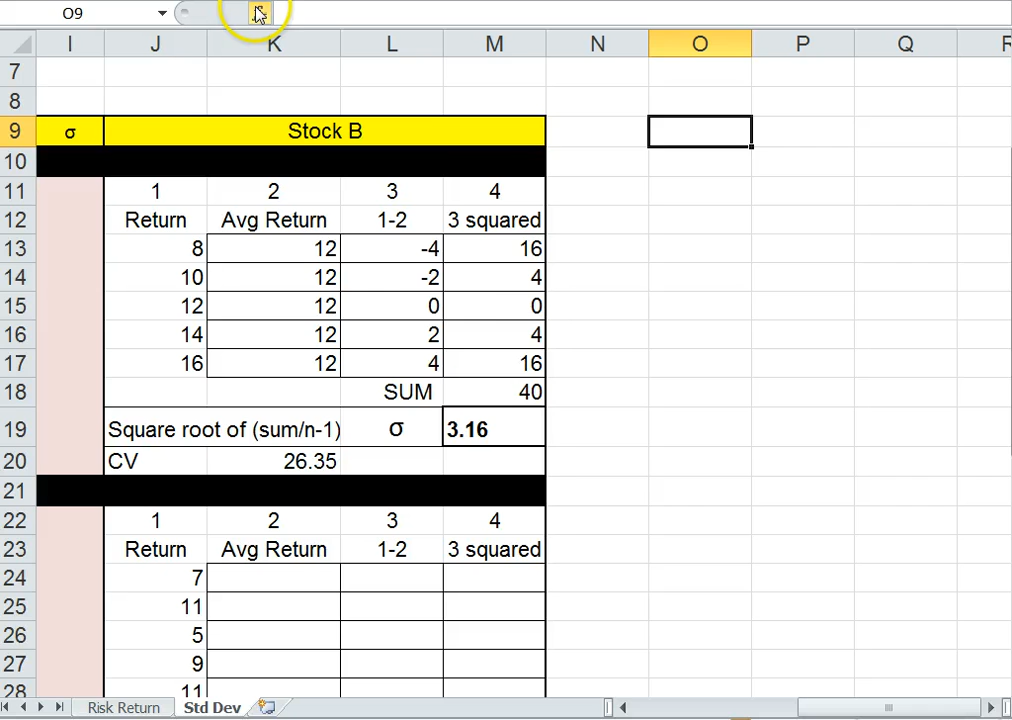 O9
I J K L M N O P Q R
7
8
9 σ Stock B
10
11 1 2 3 4
12 Return Avg Return 1-2 3 squared
13 8 12 -4 16
14 10 12 -2 4
15 12 12 0 0
16 14 12 2 4
17 16 12 4 16
18 SUM 40
19 Square root of (sum/n-1) σ 3.16
20 CV 26.35
21
22 1 2 3 4
23 Return Avg Return 1-2 3 squared
24 7
25 11
26 5
27 9
28 11
Risk Return Std Dev